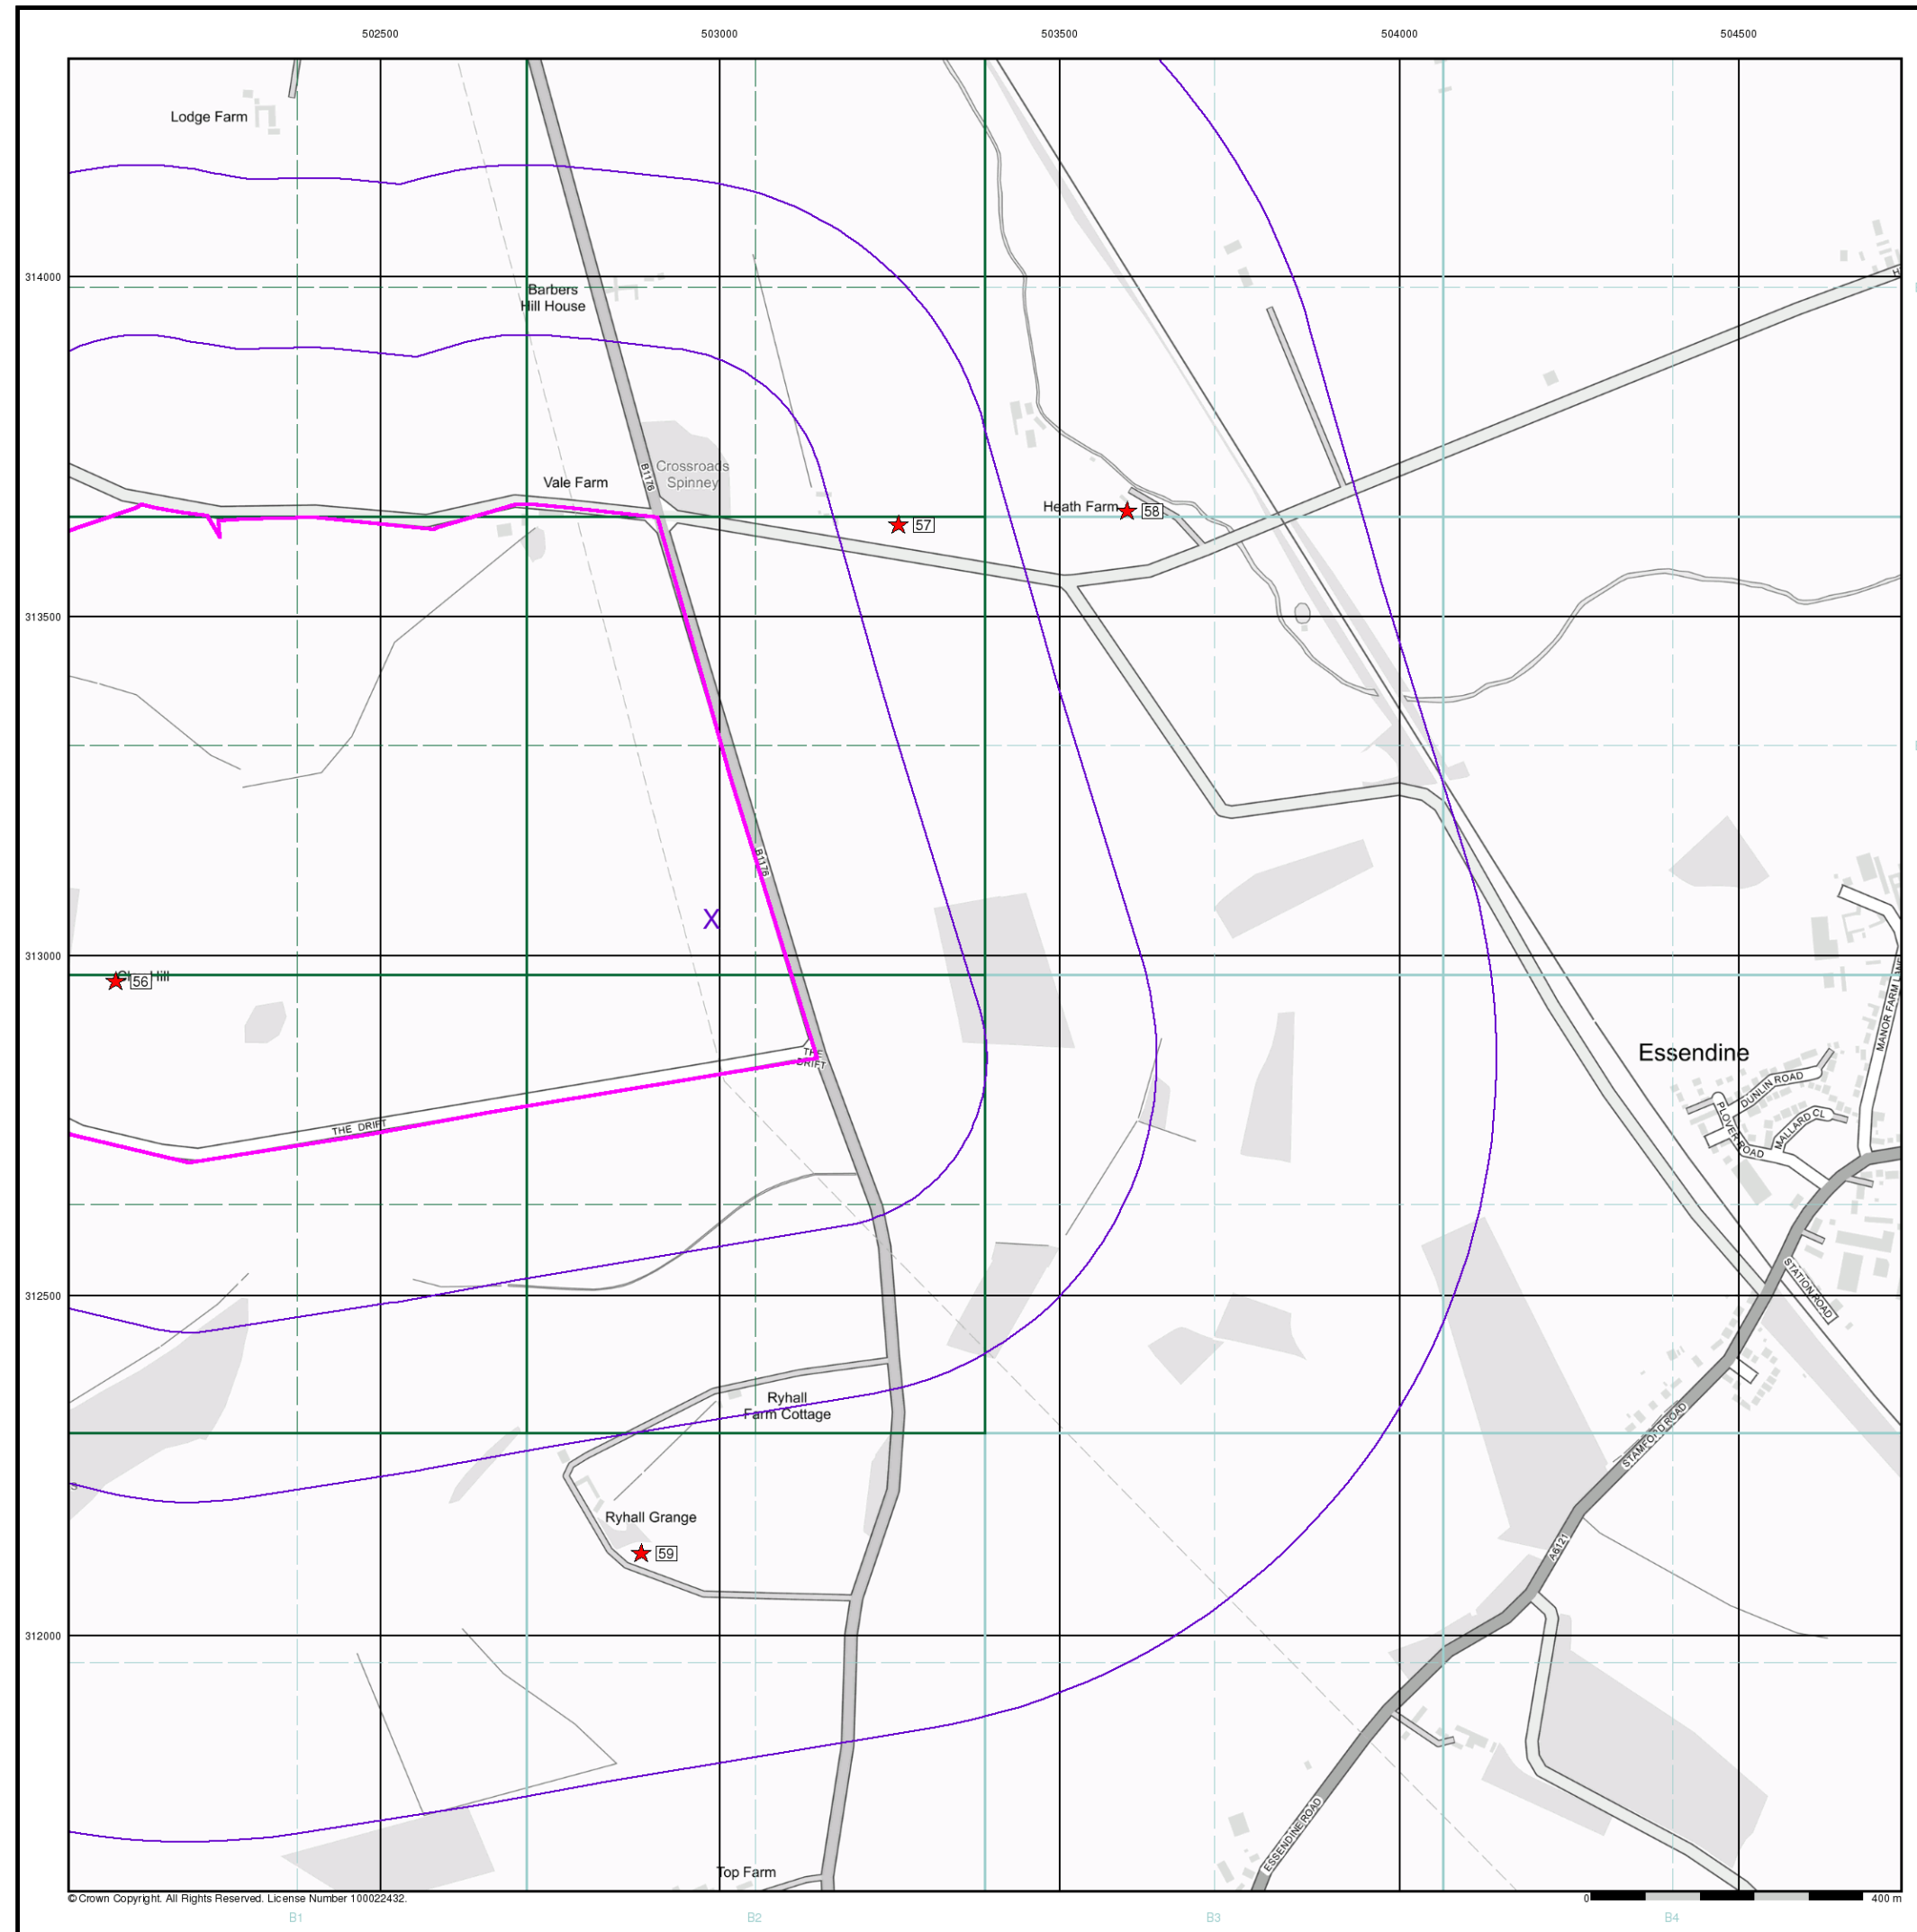 502500 503000 503500 504000 504500
Lodge Farm
314000
Barbers
Hill House
B1176
Crossroads
Spinney
Vale Farm
Heath Farm
58
57
313500
B1176
X
313000
Hill
56
MANOR FARM LANE
Essendine
THE
DRIFT
DUNLIN ROAD
PLOVER ROAD
MALLARD CL
THE DRIFT
312500
STATION ROAD
Ryhall
Farm Cottage
STAMFORD ROAD
S
Ryhall Grange
59
A6121
312000
ESSENDINE ROAD
Top Farm
© Crown Copyright. All Rights Reserved. License Number 100022432.
0 400 m
B1 B2 B3 B4